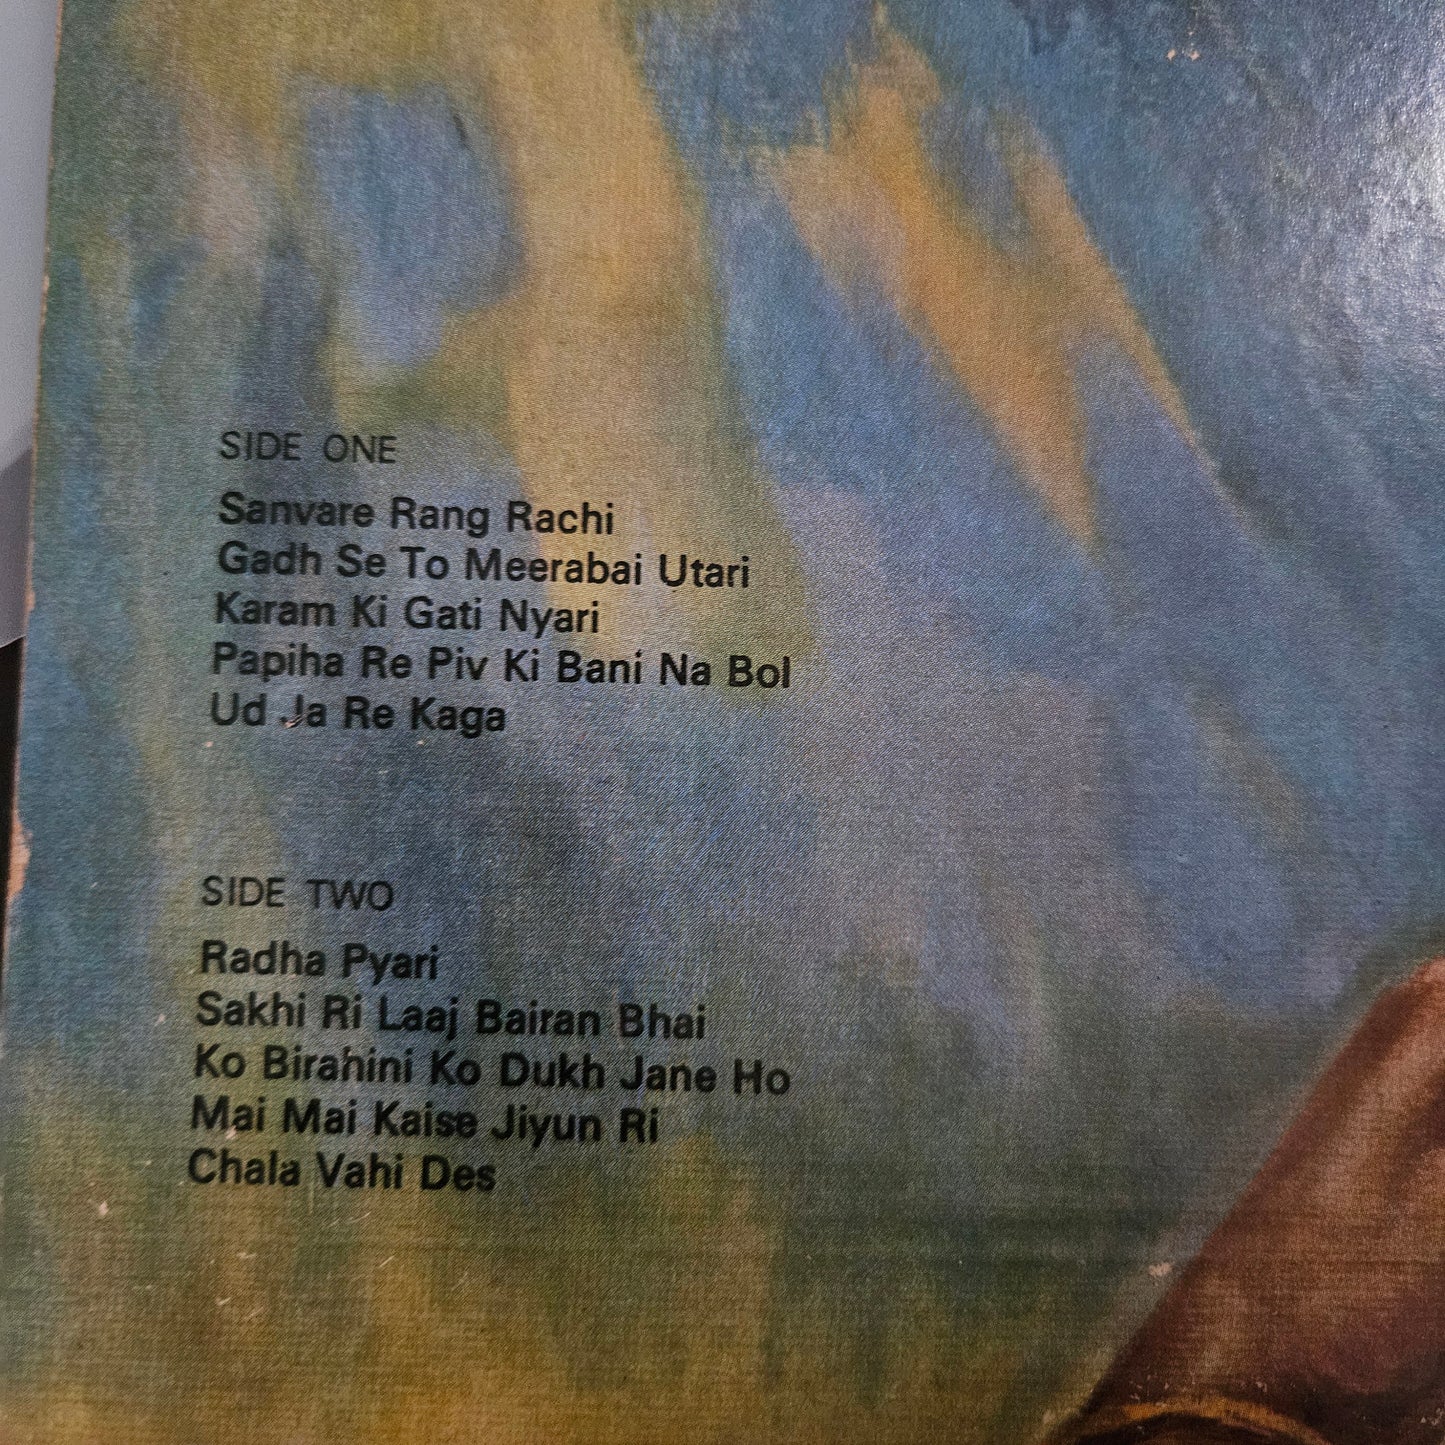 SIDE ONE
Sanvare Rang Rachi
Gadh Se To Meerabai Utari
Karam Ki Gati Nyari
Papiha Re Piv Ki Bani Na Bol
Ud Ja Re Kaga
SIDE TWO
Radha Pyari
Sakhi Ri Laaj Bairan Bhai
Ko Birahini Ko Dukh Jane Ho
Mai Mai Kaise Jiyun Ri
Chala Vahi Des